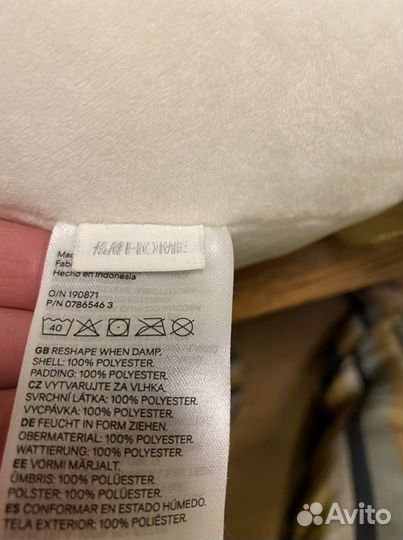 H&M HOME
Mad
Fabr
Hecho en Indonesia
O/N 190871
P/N 0786546 3
40
GB RESHAPE WHEN DAMP.
SHELL: 100% POLYESTER.
PADDING: 100% POLYESTER.
CZ VYTVARUJTE ZA VLHKA.
SVRCHNÍ LÁTKA: 100% POLYESTER.
VYCPÁVKA: 100% POLYESTER.
DE FEUCHT IN FORM ZIEHEN.
OBERMATERIAL: 100% POLYESTER.
WATTIERUNG: 100% POLYESTER.
EE VORMI MÄRJALT.
ÜMBRIS: 100% POLÜESTER.
POLSTER: 100% POLÜESTER.
ES CONFORMAR EN ESTADO HÚMEDO.
TELA EXTERIOR: 100% POLIÉSTER.
Avito